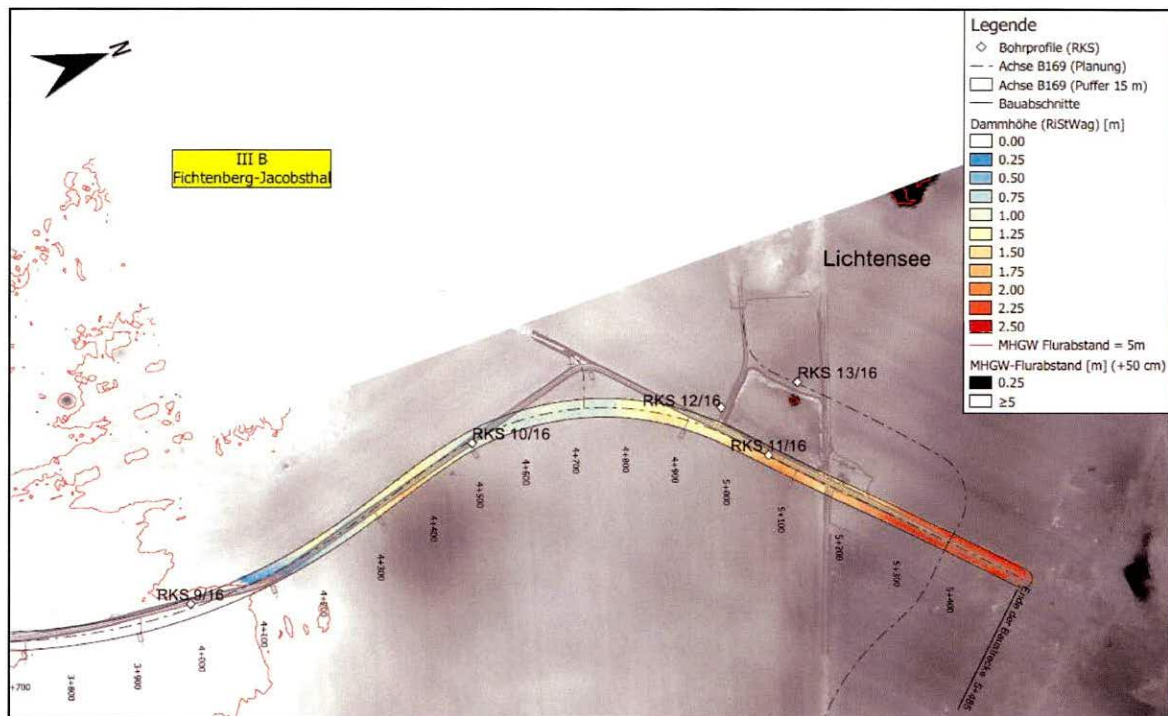 N
III B
Fichtenberg-Jacobsthal
Lichtensee
RKS 13/16
RKS 12/16
RKS 10/16
RKS 11/16
RKS 9/16
3+800
3+900
4+000
4+100
4+300
4+400
4+500
4+600
4+700
4+800
4+900
5+000
5+100
5+200
5+300
5+400
Ende der Baustrecke 5+485
Legende
Bohrprofile (RKS)
Achse B169 (Planung)
Achse B169 (Puffer 15 m)
Bauabschnitte
Dammhöhe (RiStWag) [m]
0.00
0.25
0.50
0.75
1.00
1.25
1.50
1.75
2.00
2.25
2.50
MHGW Flurabstand = 5m
MHGW-Flurabstand [m] (+50 cm)
0.25
≥5